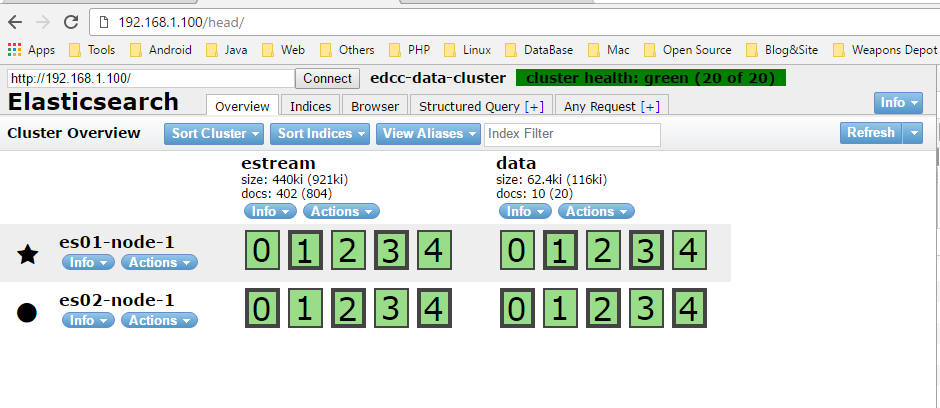 192.168.1.100/head/
Apps Tools Android Java Web Others PHP Linux DataBase Mac Open Source Blog&Site Weapons Depot
http://192.168.1.100/ Connect edcc-data-cluster cluster health: green (20 of 20)
Elasticsearch Overview Indices Browser Structured Query [+] Any Request [+] Info
Cluster Overview Sort Cluster Sort Indices View Aliases Index Filter Refresh
estream data
size: 440ki (921ki) size: 62.4ki (116ki)
docs: 402 (804) docs: 10 (20)
Info Actions Info Actions
es01-node-1 0 1 2 3 4 0 1 2 3 4
Info Actions
es02-node-1 0 1 2 3 4 0 1 2 3 4
Info Actions